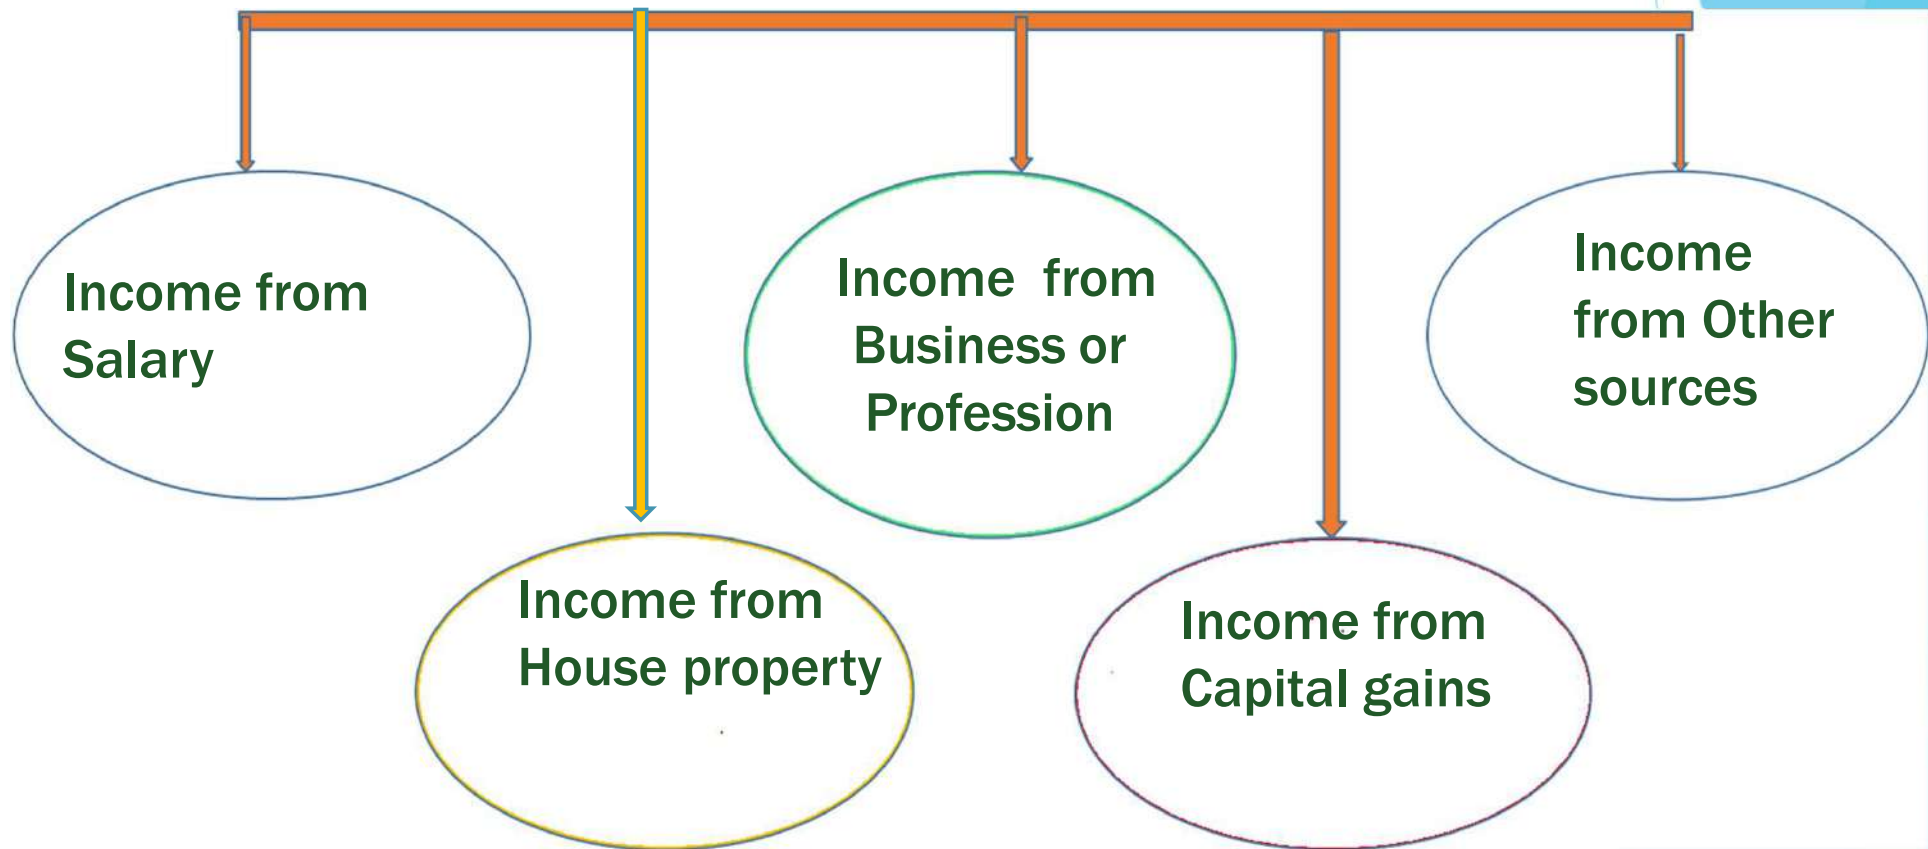 Income from
Salary
Income from
House property
Income from
Business or
Profession
Income from
Capital gains
Income
from Other
sources